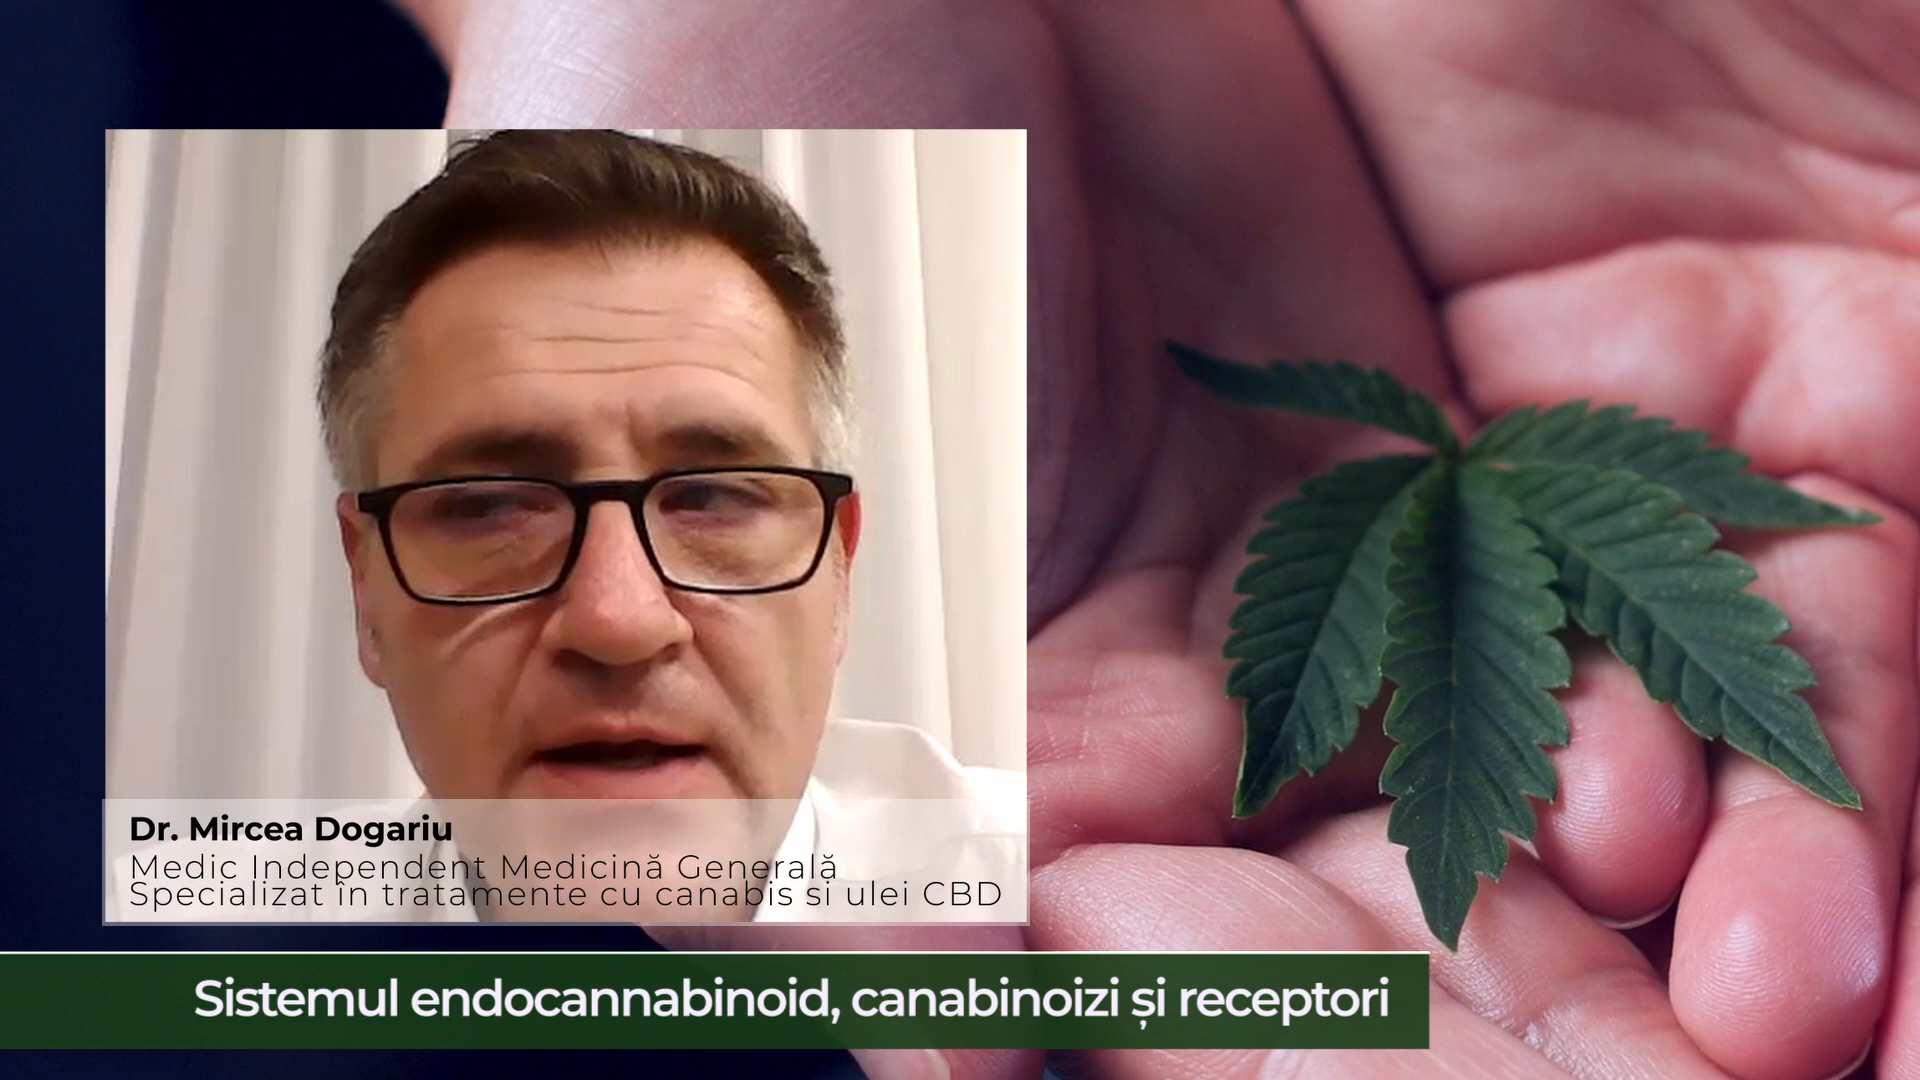 Dr. Mircea Dogariu
Medic Independent Medicină Generală
Specializat în tratamente cu canabis si ulei CBD
Sistemul endocannabinoid, canabinoizi și receptori